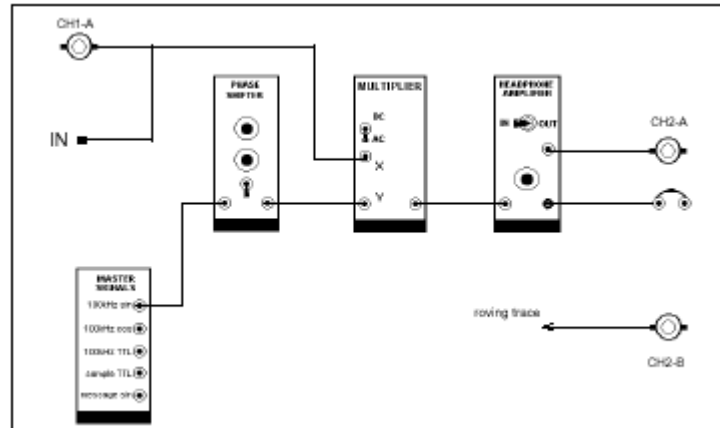 CH1-A
IN
PHASE
SHIFTER
MULTIPLIER
DC
AC
X
Y
HEADPHONE
AMPLIFIER
IN OUT
CH2-A
MASTER
SIGNALS
100kHz sin
100kHz cos
100kHz TTL
sample TTL
message sin
roving trace
CH2-B